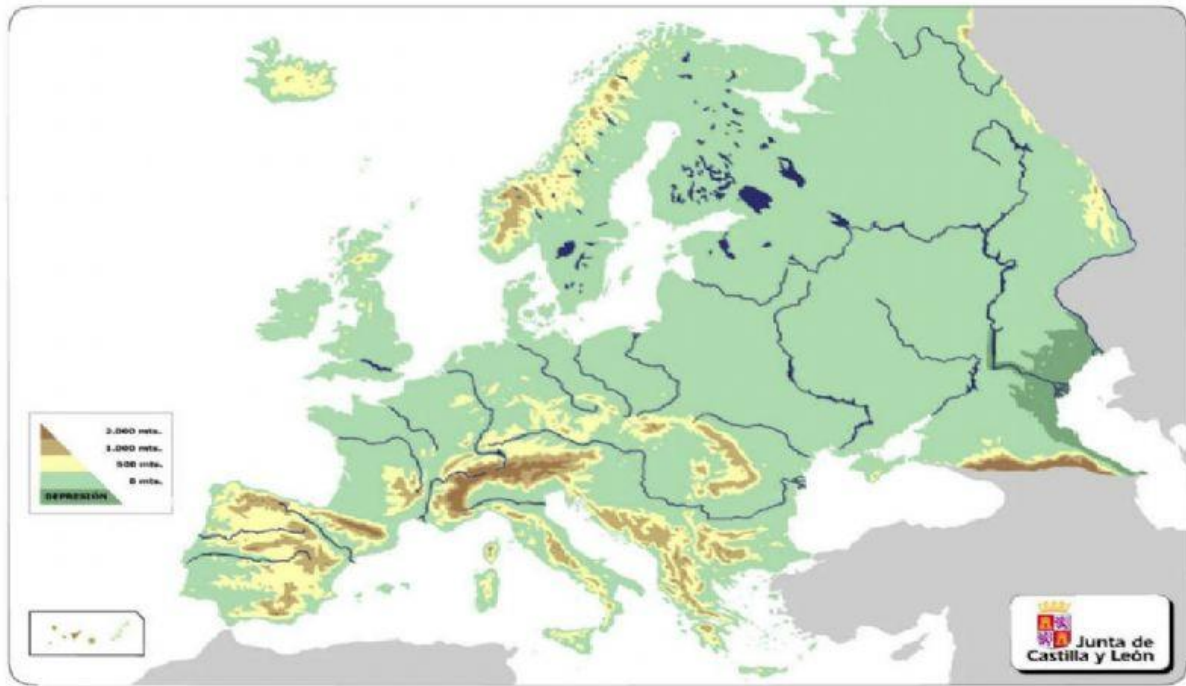 2.000 mts.
1.000 mts.
500 mts.
0 mts.
DEPRESIÓN
Junta de
Castilla y León